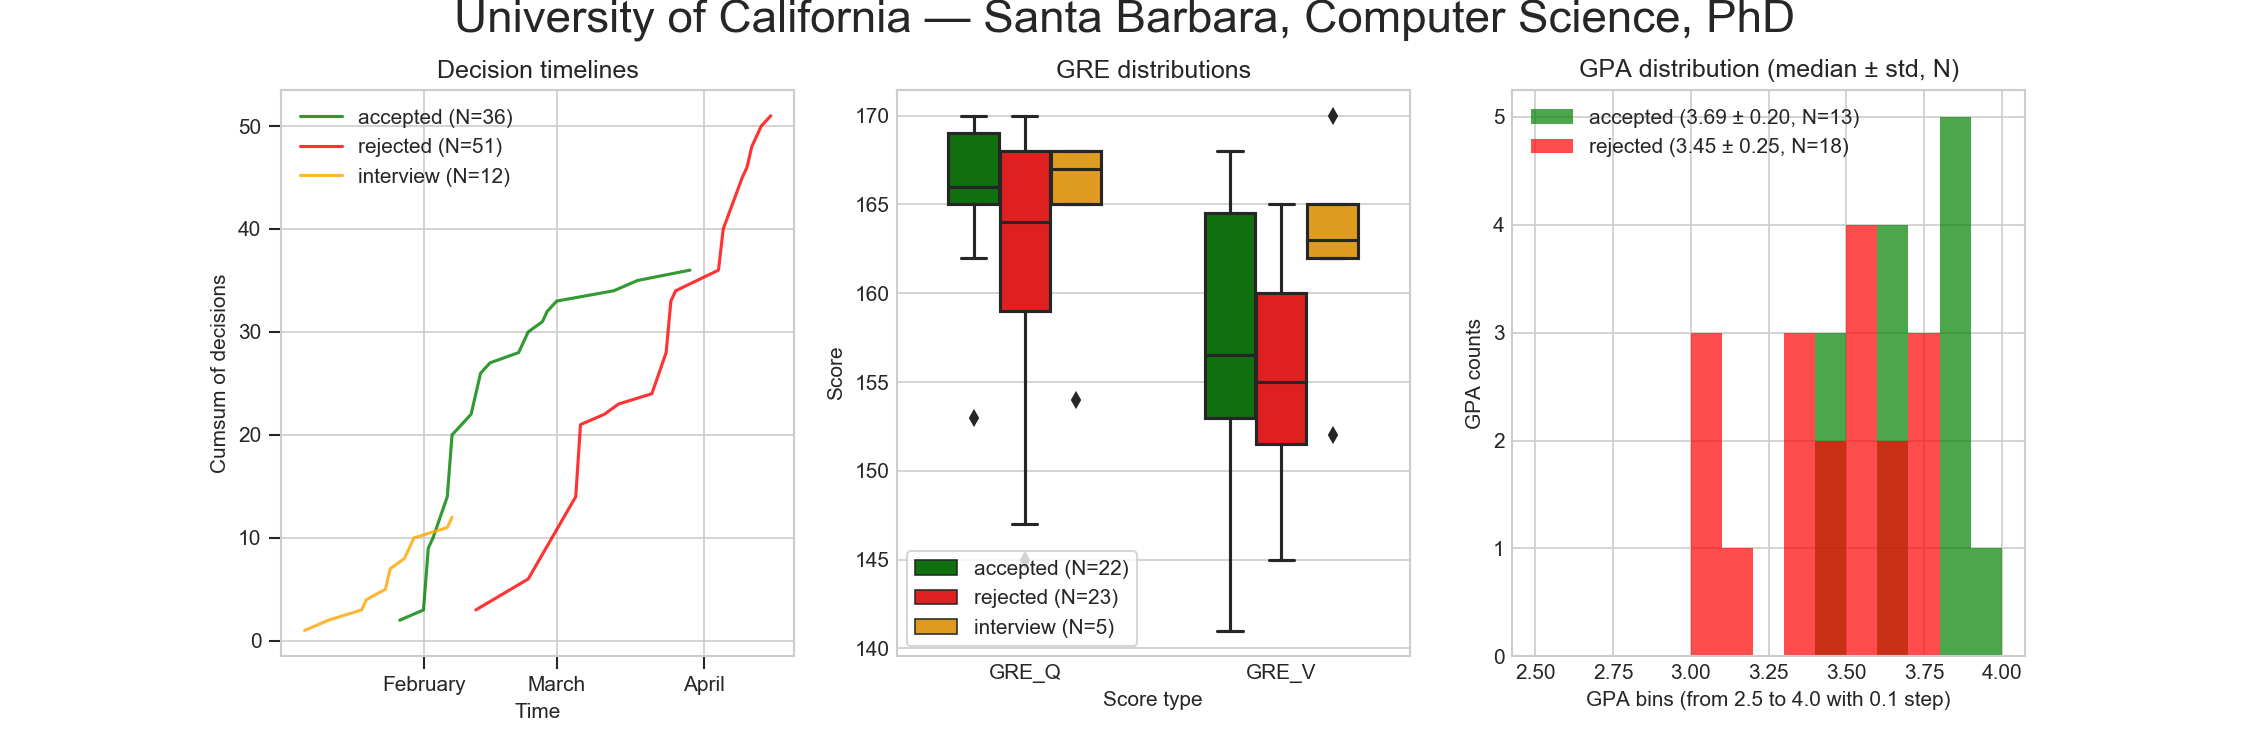 University of California — Santa Barbara, Computer Science, PhD
Decision timelines
accepted (N=36)
rejected (N=51)
interview (N=12)
50
40
30
20
10
0
Cumsum of decisions
February March April
Time
GRE distributions
170
165
160
155
150
145
140
Score
accepted (N=22)
rejected (N=23)
interview (N=5)
GRE_Q GRE_V
Score type
GPA distribution (median ± std, N)
accepted (3.69 ± 0.20, N=13)
rejected (3.45 ± 0.25, N=18)
5
4
3
2
1
0
GPA counts
2.50 2.75 3.00 3.25 3.50 3.75 4.00
GPA bins (from 2.5 to 4.0 with 0.1 step)